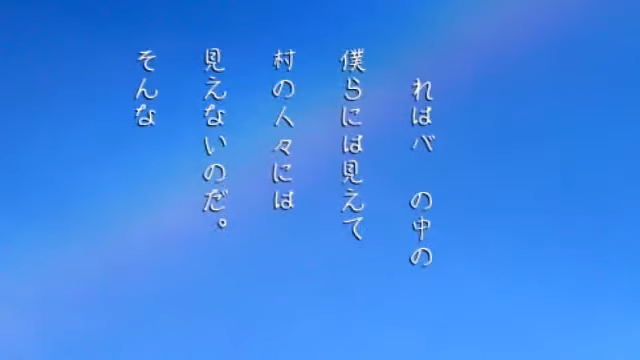 れはバ の中の
僕らには見えて
村の人々には
見えないのだ。
そんな